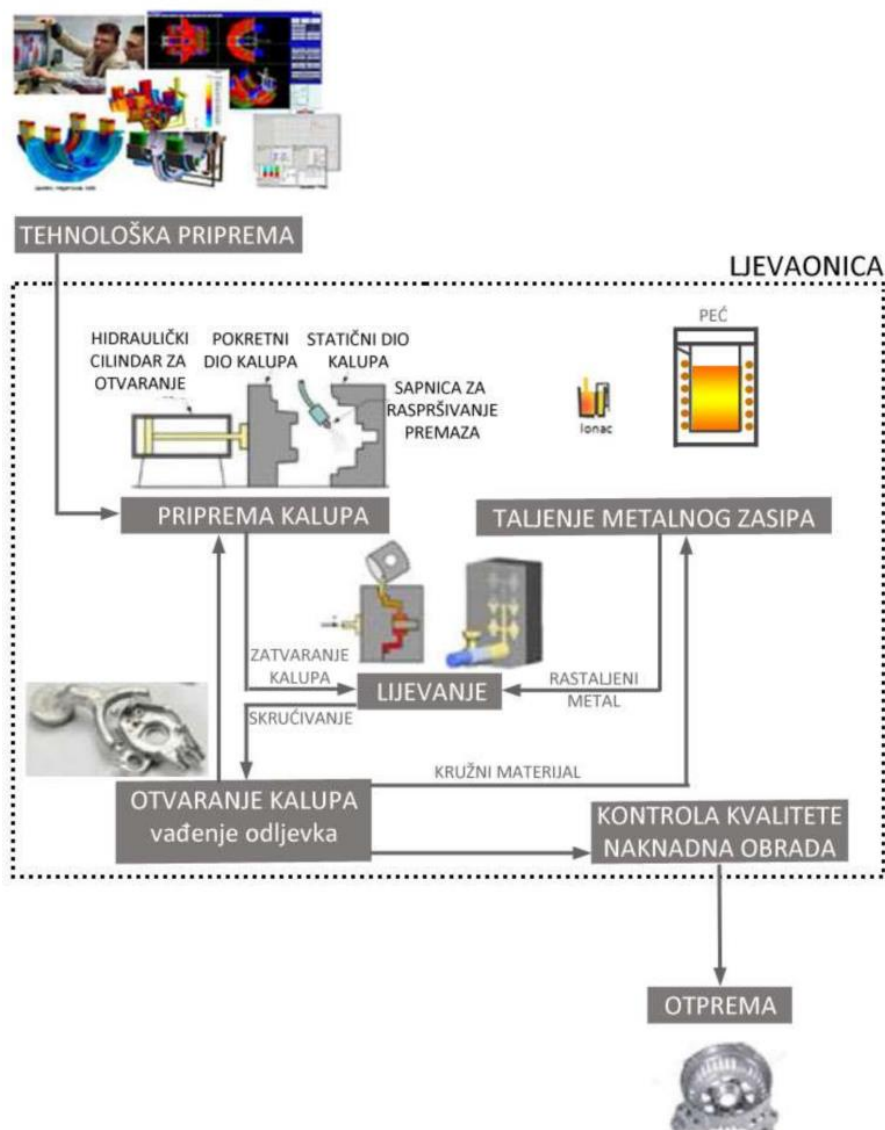 TEHNOLOŠKA PRIPREMA
LJEVAONICA
HIDRAULIČKI
CILINDAR ZA
OTVARANJE
POKRETNI
DIO KALUPA
STATIČNI DIO
KALUPA
SAPNICA ZA
RASPRŠIVANJE
PREMAZA
PEĆ
lonac
PRIPREMA KALUPA
TALJENJE METALNOG ZASIPA
ZATVARANJE
KALUPA
LIJEVANJE
RASTALJENI
METAL
SKRUĆIVANJE
KRUŽNI MATERIJAL
OTVARANJE KALUPA
vađenje odljevka
KONTROLA KVALITETE
NAKNADNA OBRADA
OTPREMA